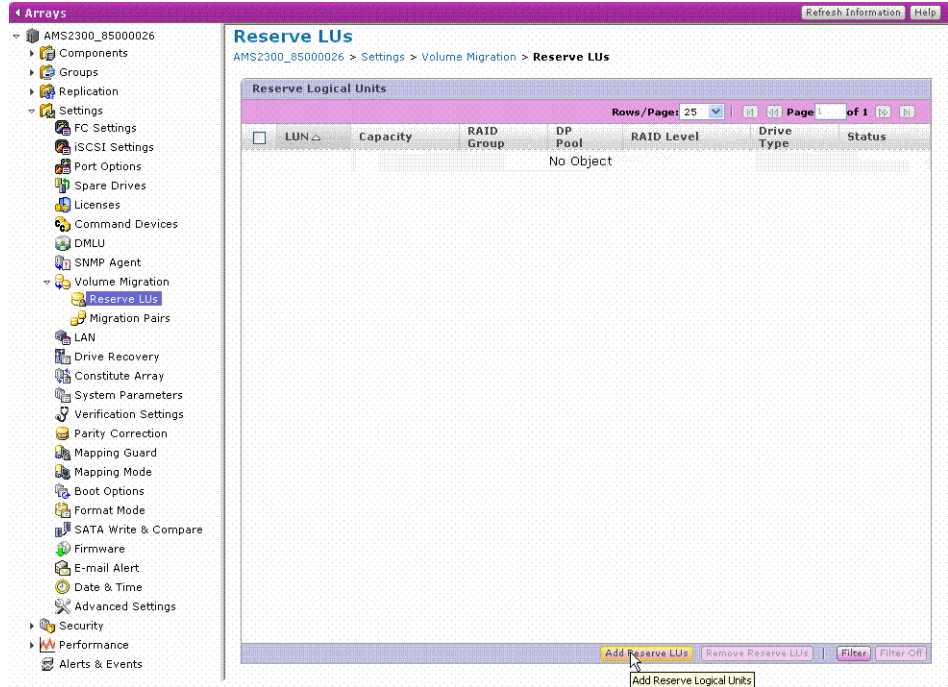 Arrays
Refresh Information Help
AMS2300_85000026
Components
Groups
Replication
Settings
FC Settings
iSCSI Settings
Port Options
Spare Drives
Licenses
Command Devices
DMLU
SNMP Agent
Volume Migration
Reserve LUs
Migration Pairs
LAN
Drive Recovery
Constitute Array
System Parameters
Verification Settings
Parity Correction
Mapping Guard
Mapping Mode
Boot Options
Format Mode
SATA Write & Compare
Firmware
E-mail Alert
Date & Time
Advanced Settings
Security
Performance
Alerts & Events
Reserve LUs
AMS2300_85000026 > Settings > Volume Migration > Reserve LUs
Reserve Logical Units
Rows/Page: 25 Page 1 of 1
LUN Capacity RAID Group DP Pool RAID Level Drive Type Status
No Object
Add Reserve LUs Remove Reserve LUs Filter Filter Off
Add Reserve Logical Units